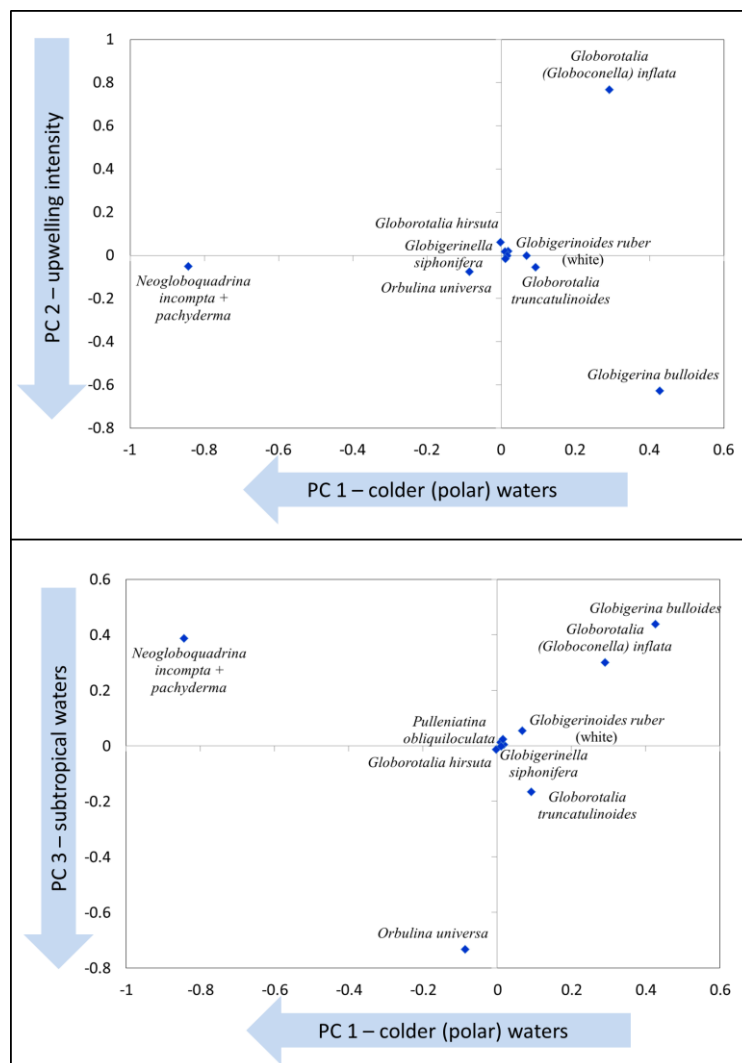 1
0.8
0.6
0.4
0.2
0
-0.2
-0.4
-0.6
-0.8
PC 2 – upwelling intensity
Globorotalia
(Globoconella) inflata
Globorotalia hirsuta
Globigerinella
siphonifera
Globigerinoides ruber
(white)
Neogloboquadrina
incompta +
pachyderma
Orbulina universa
Globorotalia
truncatulinoides
Globigerina bulloides
-1 -0.8 -0.6 -0.4 -0.2 0 0.2 0.4 0.6
PC 1 – colder (polar) waters
0.6
0.4
0.2
0
-0.2
-0.4
-0.6
-0.8
PC 3 – subtropical waters
Globigerina bulloides
Globorotalia
(Globoconella) inflata
Neogloboquadrina
incompta +
pachyderma
Pulleniatina
obliquiloculata
Globigerinoides ruber
(white)
Globorotalia hirsuta
Globigerinella
siphonifera
Globorotalia
truncatulinoides
Orbulina universa
-1 -0.8 -0.6 -0.4 -0.2 0 0.2 0.4 0.6
PC 1 – colder (polar) waters